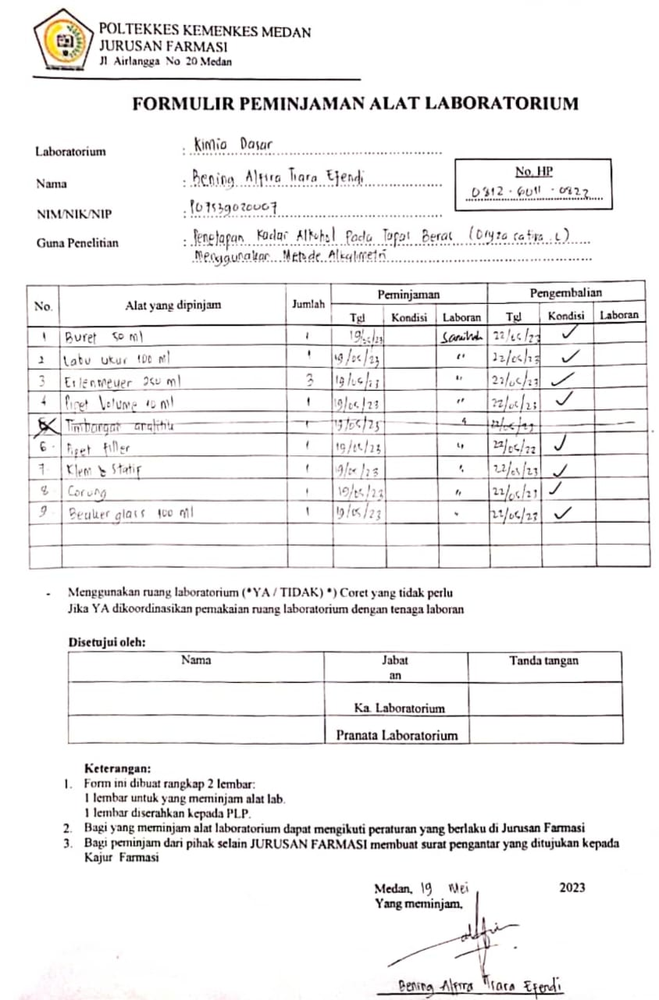 POLTEKKES KEMENKES MEDAN
JURUSAN FARMASI
Jl Airlangga No 20 Medan
FORMULIR PEMINJAMAN ALAT LABORATORIUM
Laboratorium : Kimia Dasar
Nama : Bening Alfira Tiara Efendi
No. HP
0812-6011-0822
NIM/NIK/NIP : P07539020007
Guna Penelitian : Penetapan Kadar Alkohol Pada Tapai Beras (Oryza sativa L)
Menggunakan Metode Alkalimetri
No. Alat yang dipinjam Jumlah Peminjaman Pengembalian
Tgl Kondisi Laboran Tgl Kondisi Laboran
1 Buret 50 ml 1 19/05/23 22/05/23 ✓
2 Labu ukur 100 ml 1 19/05/23 " 22/05/23 ✓
3 Erlenmeyer 250 ml 3 19/05/23 " 22/05/23 ✓
4 Pipet Volume 10 ml 1 19/05/23 " 22/05/23 ✓
5 Timbangan analitik 1 19/05/23 " 22/05/23
6. Pipet filler 1 19/05/23 " 22/05/22 ✓
7. Klem & Statif 1 19/05/23 " 22/05/23 ✓
8 Corong 1 19/05/23 " 22/05/23 ✓
9 Beaker glass 100 ml 1 19/05/23 " 22/05/23 ✓
- Menggunakan ruang laboratorium (*YA / TIDAK) *) Coret yang tidak perlu
Jika YA dikoordinasikan pemakaian ruang laboratorium dengan tenaga laboran
Disetujui oleh:
Nama Jabat Tanda tangan
an
Ka. Laboratorium
Pranata Laboratorium
Keterangan:
1. Form ini dibuat rangkap 2 lembar:
1 lembar untuk yang meminjam alat lab.
1 lembar diserahkan kepada PLP.
2. Bagi yang meminjam alat laboratorium dapat mengikuti peraturan yang berlaku di Jurusan Farmasi
3. Bagi peminjam dari pihak selain JURUSAN FARMASI membuat surat pengantar yang ditujukan kepada
Kajur Farmasi
Medan, 19 Mei 2023
Yang meminjam,
Bening Alfira Tiara Efendi